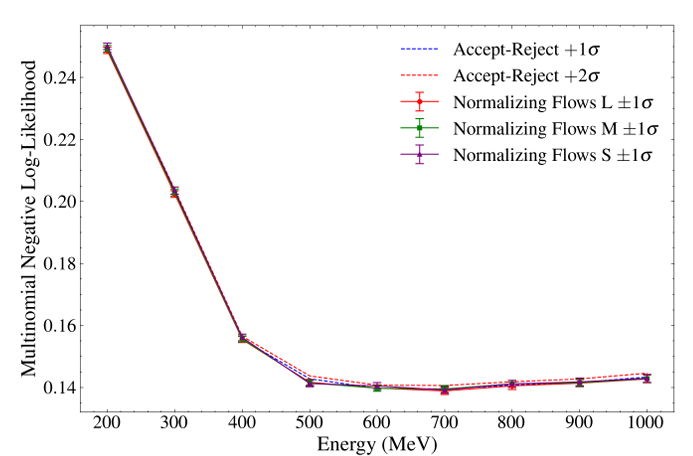 Multinomial Negative Log-Likelihood
0.24
0.22
0.20
0.18
0.16
0.14
Accept-Reject +1σ
Accept-Reject +2σ
Normalizing Flows L ±1σ
Normalizing Flows M ±1σ
Normalizing Flows S ±1σ
200 300 400 500 600 700 800 900 1000
Energy (MeV)